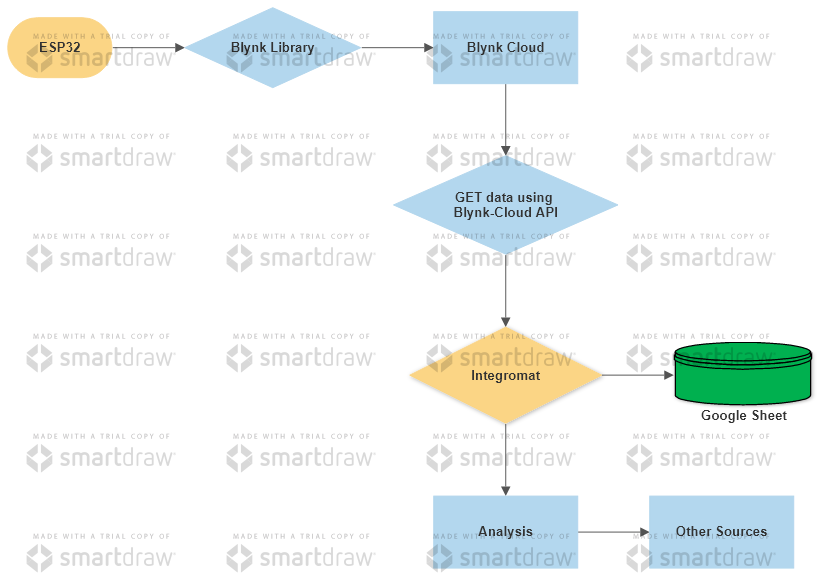 ESP32
Blynk Library
Blynk Cloud
MADE WITH A TRIAL COPY OF
smartdraw
GET data using
Blynk-Cloud API
Integromat
Google Sheet
Analysis
Other Sources